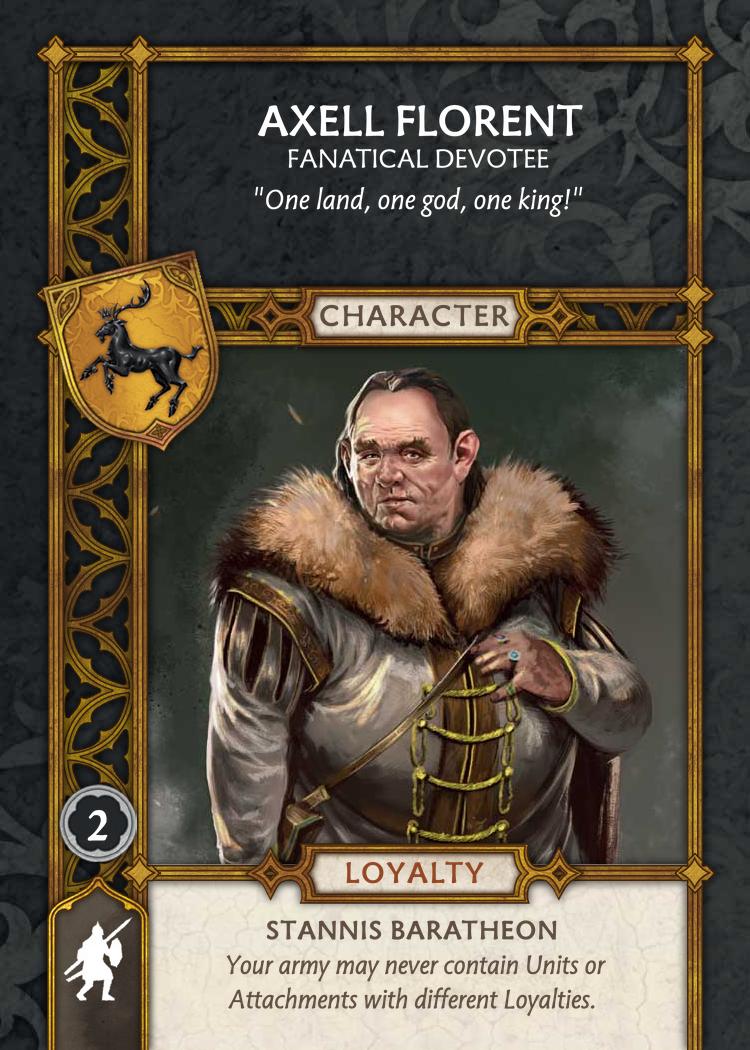 AXELL FLORENT
FANATICAL DEVOTEE
"One land, one god, one king!"
CHARACTER
2
LOYALTY
STANNIS BARATHEON
Your army may never contain Units or
Attachments with different Loyalties.